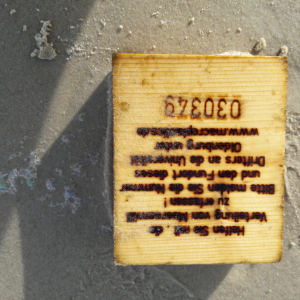 Helfen Sie mit, die
Verteilung von Meeresmüll
zu erfassen!
Bitte melden Sie die Nummer
und den Fundort dieses
Drifters an die Universität
Oldenburg unter
www.macroplastics.de
030349